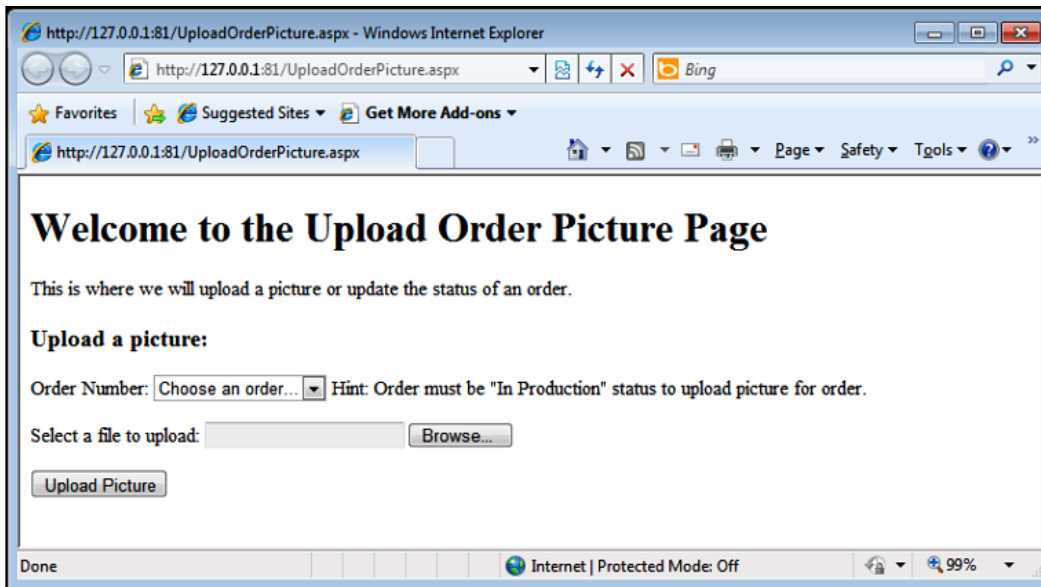 http://127.0.0.1:81/UploadOrderPicture.aspx - Windows Internet Explorer
http://127.0.0.1:81/UploadOrderPicture.aspx Bing
Favorites Suggested Sites Get More Add-ons
http://127.0.0.1:81/UploadOrderPicture.aspx Page Safety Tools
Welcome to the Upload Order Picture Page
This is where we will upload a picture or update the status of an order.
Upload a picture:
Order Number: Choose an order... Hint: Order must be "In Production" status to upload picture for order.
Select a file to upload: Browse...
Upload Picture
Done Internet | Protected Mode: Off 99%